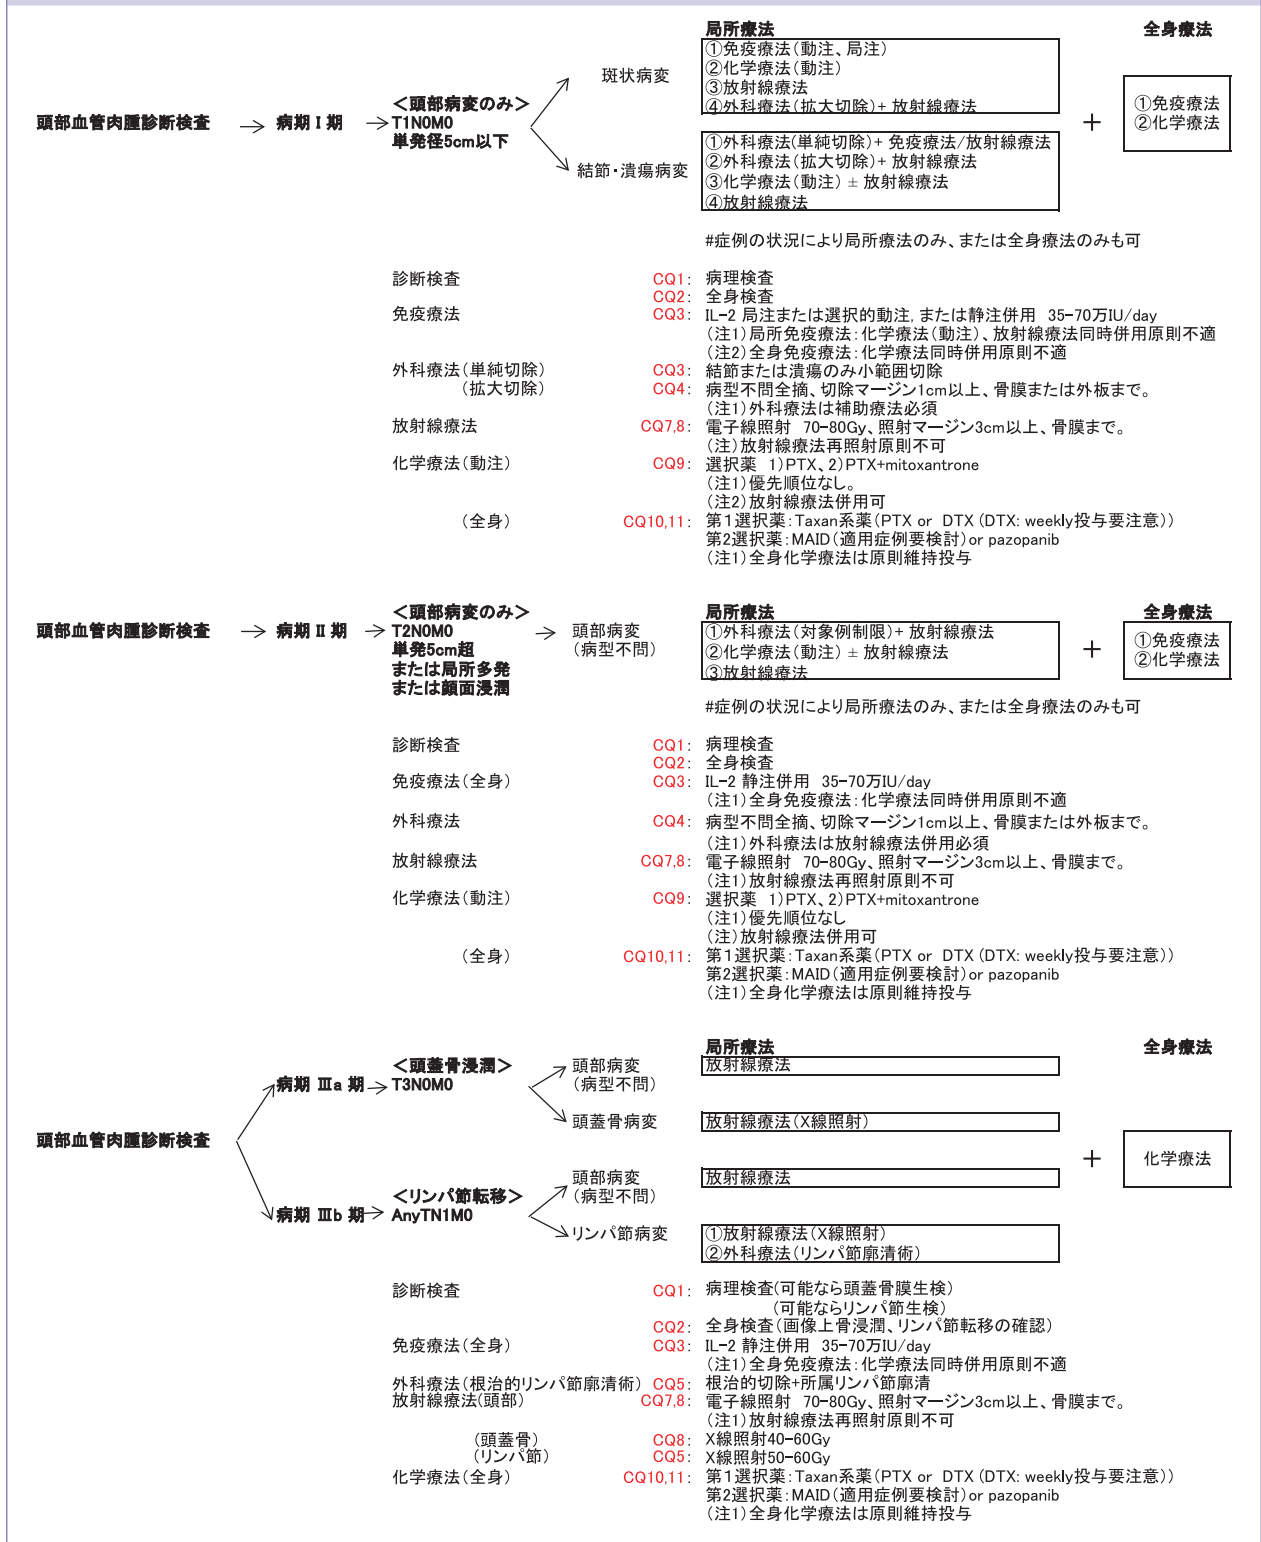 局所療法 全身療法
①免疫療法(動注、局注)
②化学療法(動注)
③放射線療法
④外科療法(拡大切除)+ 放射線療法
斑状病変
頭部血管肉腫診断検査 → 病期 I 期 → <頭部病変のみ>
T1N0M0
単発径5cm以下
+ ①免疫療法
②化学療法
結節・潰瘍病変
①外科療法(単純切除)+ 免疫療法/放射線療法
②外科療法(拡大切除)+ 放射線療法
③化学療法(動注) ± 放射線療法
④放射線療法
#症例の状況により局所療法のみ、または全身療法のみも可
診断検査 CQ1: 病理検査
CQ2: 全身検査
免疫療法 CQ3: IL-2 局注または選択的動注, または静注併用 35-70万IU/day
(注1)局所免疫療法:化学療法(動注)、放射線療法同時併用原則不適
(注2)全身免疫療法:化学療法同時併用原則不適
外科療法(単純切除) CQ3: 結節または潰瘍のみ小範囲切除
(拡大切除) CQ4: 病型不問全摘、切除マージン1cm以上、骨膜または外板まで。
(注1)外科療法は補助療法必須
放射線療法 CQ7,8: 電子線照射 70-80Gy、照射マージン3cm以上、骨膜まで。
(注)放射線療法再照射原則不可
化学療法(動注) CQ9: 選択薬 1)PTX、2)PTX+mitoxantrone
(注1)優先順位なし。
(注2)放射線療法併用可
(全身) CQ10,11: 第1選択薬:Taxan系薬(PTX or DTX (DTX: weekly投与要注意))
第2選択薬:MAID(適用症例要検討)or pazopanib
(注1)全身化学療法は原則維持投与
局所療法 全身療法
頭部血管肉腫診断検査 → 病期 II 期 → <頭部病変のみ>
T2N0M0
単発5cm超
または局所多発
または顔面浸潤
→ 頭部病変
(病型不問)
①外科療法(対象例制限)+ 放射線療法
②化学療法(動注) ± 放射線療法
③放射線療法
+ ①免疫療法
②化学療法
#症例の状況により局所療法のみ、または全身療法のみも可
診断検査 CQ1: 病理検査
CQ2: 全身検査
免疫療法(全身) CQ3: IL-2 静注併用 35-70万IU/day
(注1)全身免疫療法:化学療法同時併用原則不適
外科療法 CQ4: 病型不問全摘、切除マージン1cm以上、骨膜または外板まで。
(注1)外科療法は放射線療法併用必須
放射線療法 CQ7,8: 電子線照射 70-80Gy、照射マージン3cm以上、骨膜まで。
(注1)放射線療法再照射原則不可
化学療法(動注) CQ9: 選択薬 1)PTX、2)PTX+mitoxantrone
(注1)優先順位なし
(注)放射線療法併用可
(全身) CQ10,11: 第1選択薬:Taxan系薬(PTX or DTX (DTX: weekly投与要注意))
第2選択薬:MAID(適用症例要検討)or pazopanib
(注1)全身化学療法は原則維持投与
局所療法 全身療法
頭部血管肉腫診断検査
病期 IIIa 期 → <頭蓋骨浸潤>
T3N0M0
頭部病変
(病型不問)
放射線療法
頭蓋骨病変 放射線療法(X線照射)
+ 化学療法
病期 IIIb 期 → <リンパ節転移>
AnyTN1M0
頭部病変
(病型不問)
放射線療法
リンパ節病変 ①放射線療法(X線照射)
②外科療法(リンパ節廓清術)
診断検査 CQ1: 病理検査(可能なら頭蓋骨膜生検)
(可能ならリンパ節生検)
CQ2: 全身検査(画像上骨浸潤、リンパ節転移の確認)
免疫療法(全身) CQ3: IL-2 静注併用 35-70万IU/day
(注1)全身免疫療法:化学療法同時併用原則不適
外科療法(根治的リンパ節廓清術) CQ5: 根治的切除+所属リンパ節廓清
放射線療法(頭部) CQ7,8: 電子線照射 70-80Gy、照射マージン3cm以上、骨膜まで。
(注1)放射線療法再照射原則不可
(頭蓋骨) CQ8: X線照射40-60Gy
(リンパ節) CQ5: X線照射50-60Gy
化学療法(全身) CQ10,11: 第1選択薬:Taxan系薬(PTX or DTX (DTX: weekly投与要注意))
第2選択薬:MAID(適用症例要検討)or pazopanib
(注1)全身化学療法は原則維持投与